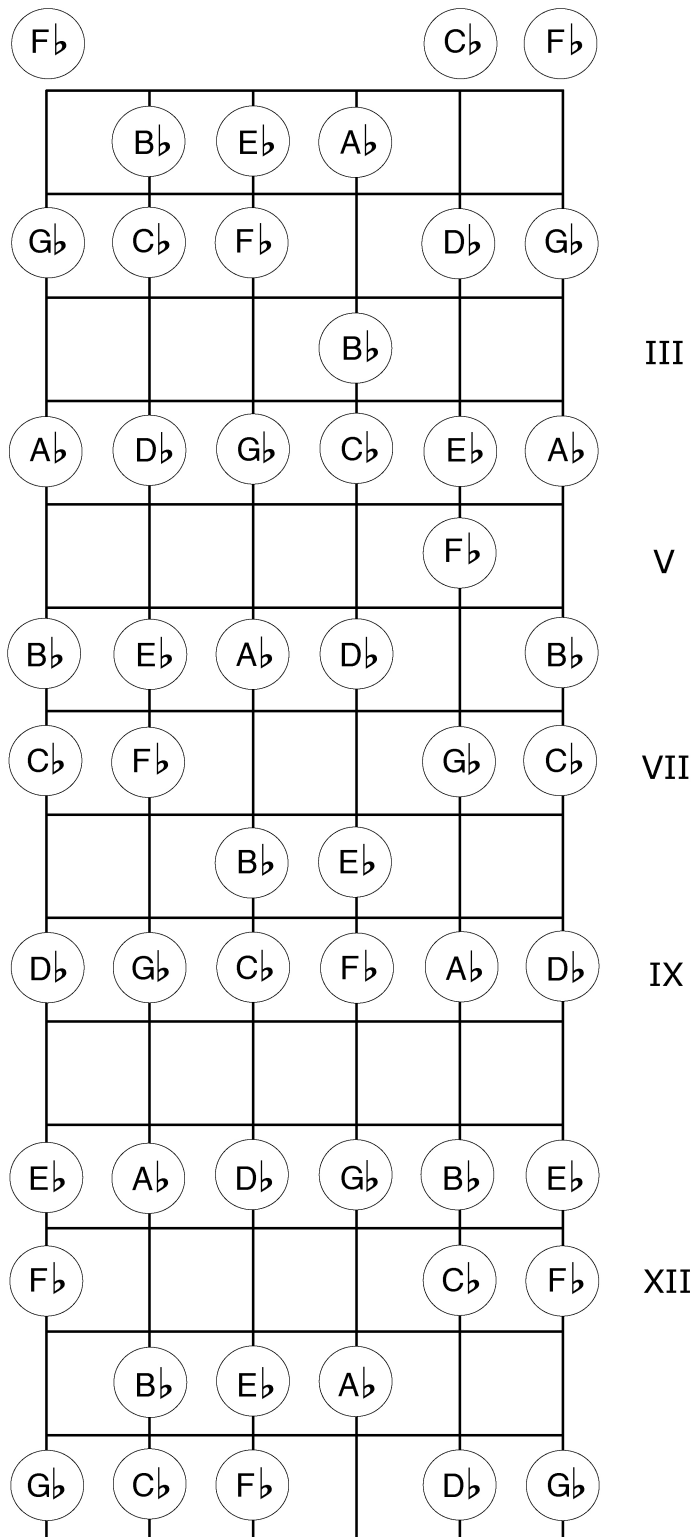 F♭ C♭ F♭
B♭ E♭ A♭
G♭ C♭ F♭ D♭ G♭
B♭ III
A♭ D♭ G♭ C♭ E♭ A♭
F♭ V
B♭ E♭ A♭ D♭ B♭
C♭ F♭ G♭ C♭ VII
B♭ E♭
D♭ G♭ C♭ F♭ A♭ D♭ IX
E♭ A♭ D♭ G♭ B♭ E♭
F♭ C♭ F♭ XII
B♭ E♭ A♭
G♭ C♭ F♭ D♭ G♭